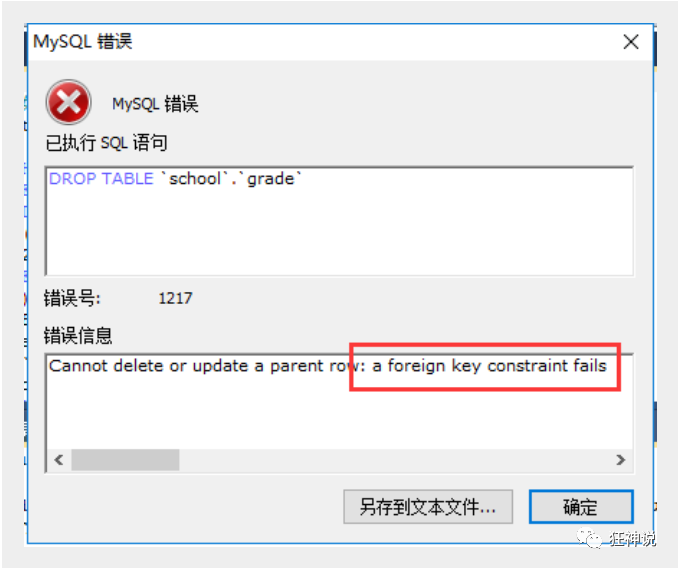 MySQL 错误
MySQL 错误
已执行 SQL 语句
DROP TABLE `school`.`grade`
错误号: 1217
错误信息
Cannot delete or update a parent row: a foreign key constraint fails
另存到文本文件...
确定
狂神说